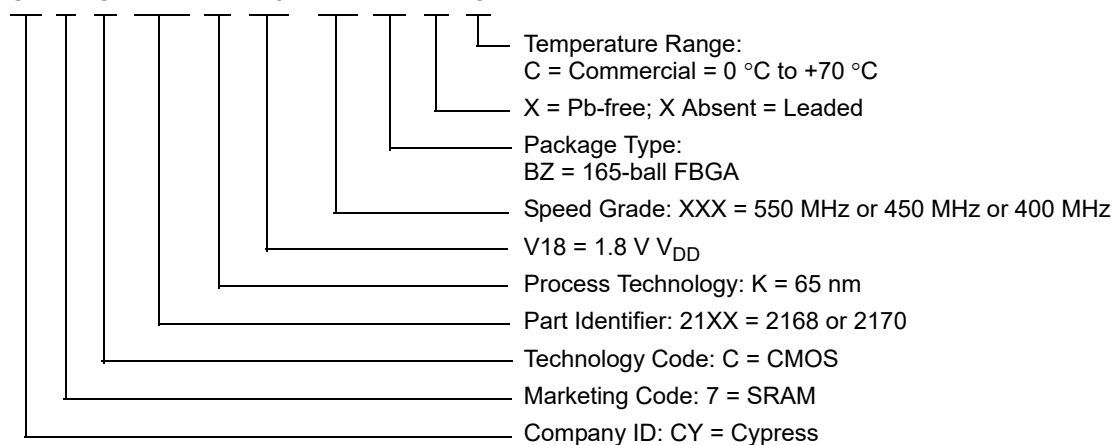 Temperature Range:
C = Commercial = 0 °C to +70 °C
X = Pb-free; X Absent = Leaded
Package Type:
BZ = 165-ball FBGA
Speed Grade: XXX = 550 MHz or 450 MHz or 400 MHz
V18 = 1.8 V VDD
Process Technology: K = 65 nm
Part Identifier: 21XX = 2168 or 2170
Technology Code: C = CMOS
Marketing Code: 7 = SRAM
Company ID: CY = Cypress